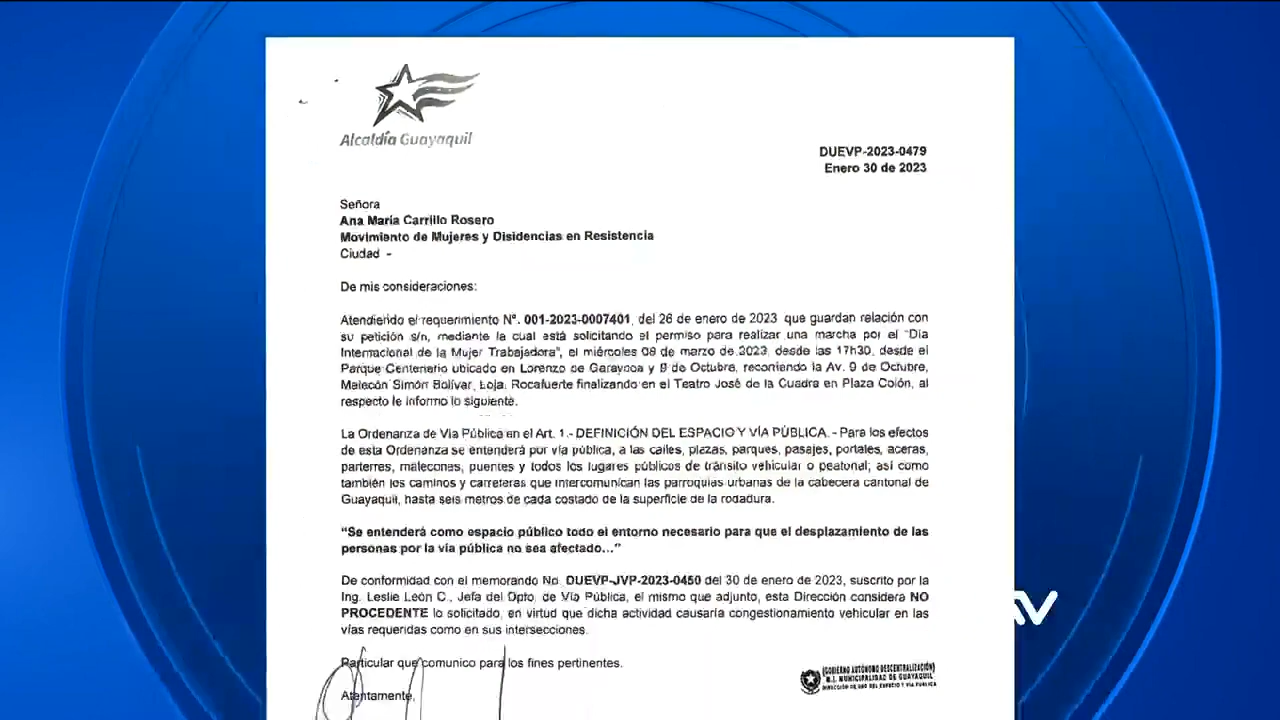 Alcaldía Guayaquil
DUEVP-2023-0479
Enero 30 de 2023
Señora
Ana María Carrillo Rosero
Movimiento de Mujeres y Disidencias en Resistencia
Ciudad -
De mis consideraciones:
Atendiendo el requerimiento N°. 001-2023-0007401, del 26 de enero de 2023 que guardan relación con
su petición s/n, mediante la cual está solicitando el permiso para realizar una marcha por el "Día
Internacional de la Mujer Trabajadora", el miércoles 08 de marzo de 2023, desde las 17h30, desde el
Parque Centenario ubicado en Lorenzo de Garaycoa y 9 de Octubre, recorriendo la Av. 9 de Octubre,
Malecón Simón Bolívar, Loja, Rocafuerte finalizando en el Teatro José de la Cuadra en Plaza Colón, al
respecto le informo lo siguiente.
La Ordenanza de Vía Pública en el Art. 1.- DEFINICIÓN DEL ESPACIO Y VÍA PÚBLICA. - Para los efectos
de esta Ordenanza se entenderá por vía pública, a las calles, plazas, parques, pasajes, portales, aceras,
parterres, malecones, puentes y todos los lugares públicos de tránsito vehicular o peatonal; así como
también los caminos y carreteras que intercomunican las parroquias urbanas de la cabecera cantonal de
Guayaquil, hasta seis metros de cada costado de la superficie de la rodadura.
"Se entenderá como espacio público todo el entorno necesario para que el desplazamiento de las
personas por la vía pública no sea afectado..."
De conformidad con el memorando No. DUEVP-JVP-2023-0450 del 30 de enero de 2023, suscrito por la
Ing. Leslie León C., Jefa del Dpto. de Vía Pública, el mismo que adjunto, esta Dirección considera NO
PROCEDENTE lo solicitado, en virtud que dicha actividad causaría congestionamiento vehicular en las
vías requeridas como en sus intersecciones.
Particular que comunico para los fines pertinentes.
Atentamente,
(GOBIERNO AUTÓNOMO DESCENTRALIZACIÓN)
M.I. MUNICIPALIDAD DE GUAYAQUIL
DIRECCIÓN DE USO DEL ESPACIO Y VÍA PÚBLICA